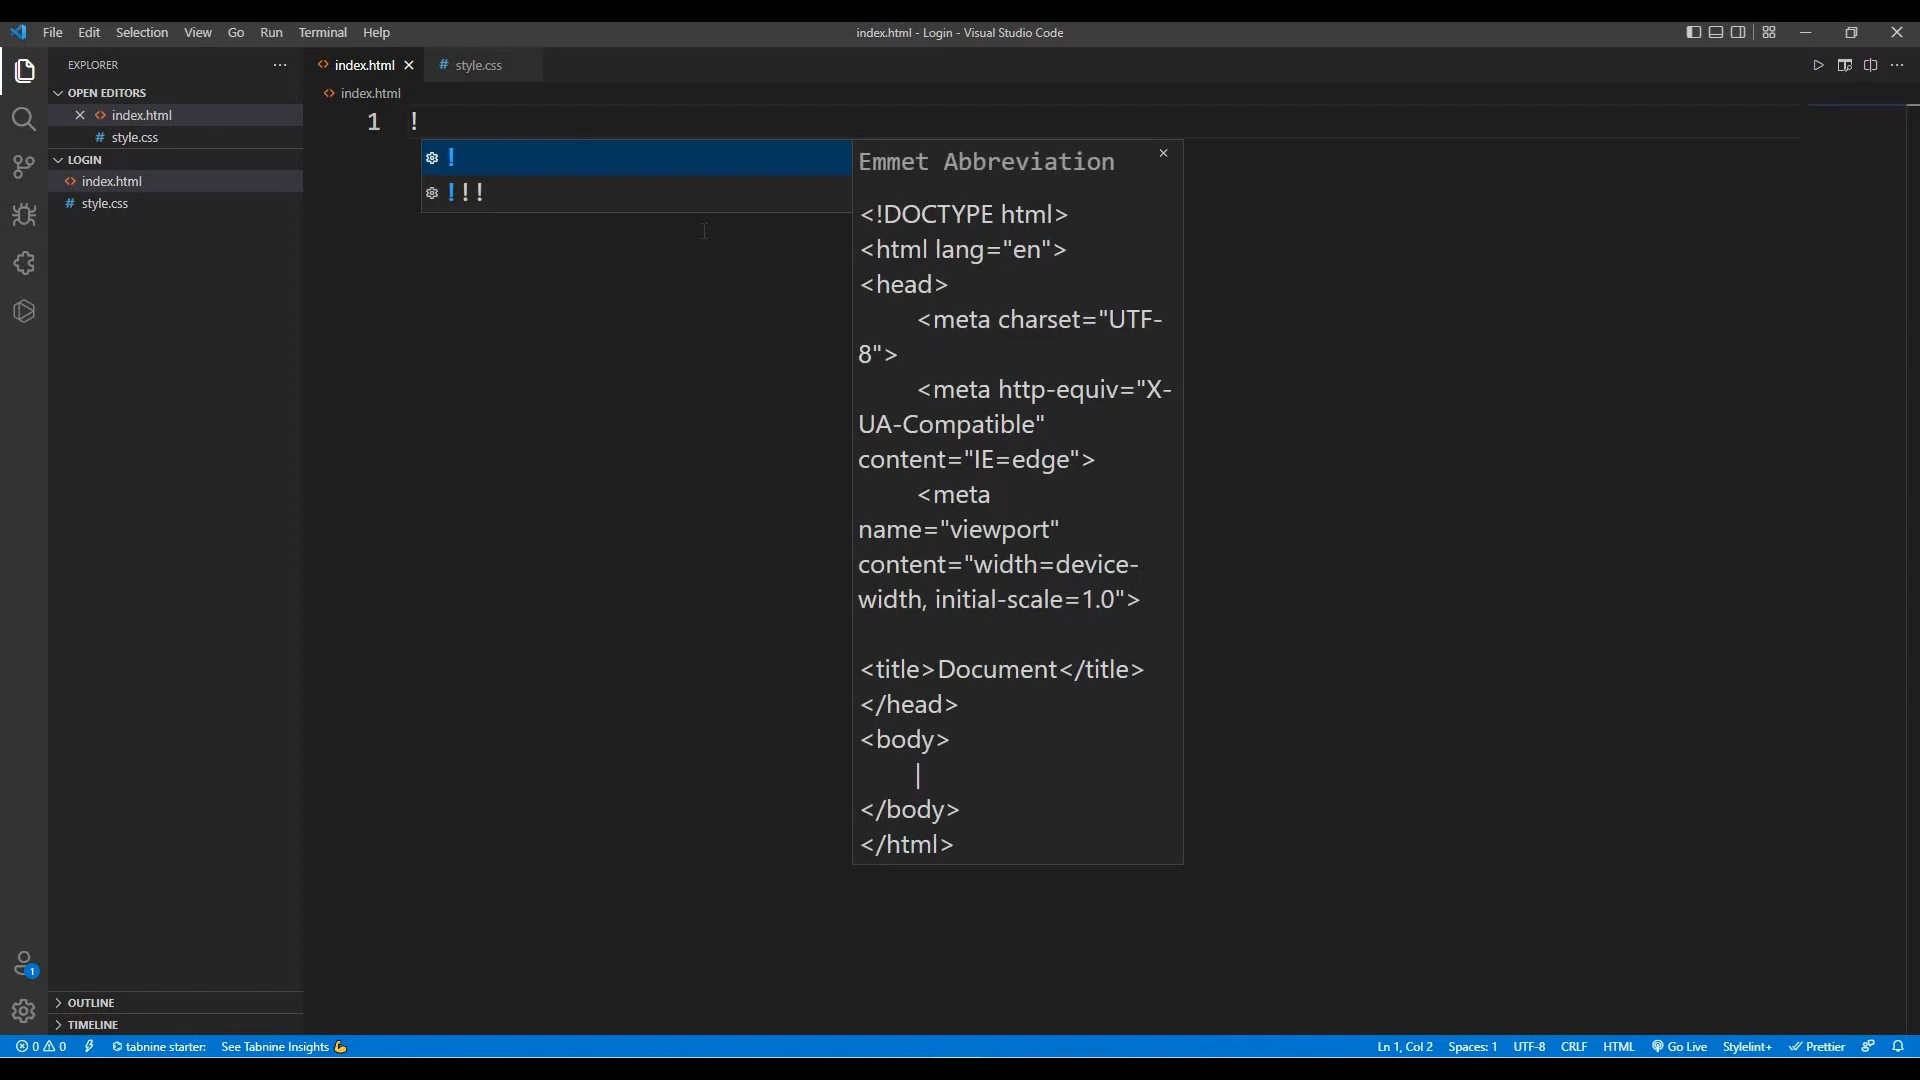 File Edit Selection View Go Run Terminal Help
index.html - Login - Visual Studio Code
EXPLORER
OPEN EDITORS
index.html
style.css
LOGIN
index.html
style.css
OUTLINE
TIMELINE
index.html
style.css
index.html
1 !
!
!!!
Emmet Abbreviation
<!DOCTYPE html>
<html lang="en">
<head>
<meta charset="UTF-
8">
<meta http-equiv="X-
UA-Compatible"
content="IE=edge">
<meta
name="viewport"
content="width=device-
width, initial-scale=1.0">
<title>Document</title>
</head>
<body>
|
</body>
</html>
1
0 0 tabnine starter: See Tabnine Insights 💪 Ln 1, Col 2 Spaces: 1 UTF-8 CRLF HTML Go Live Stylelint+ Prettier